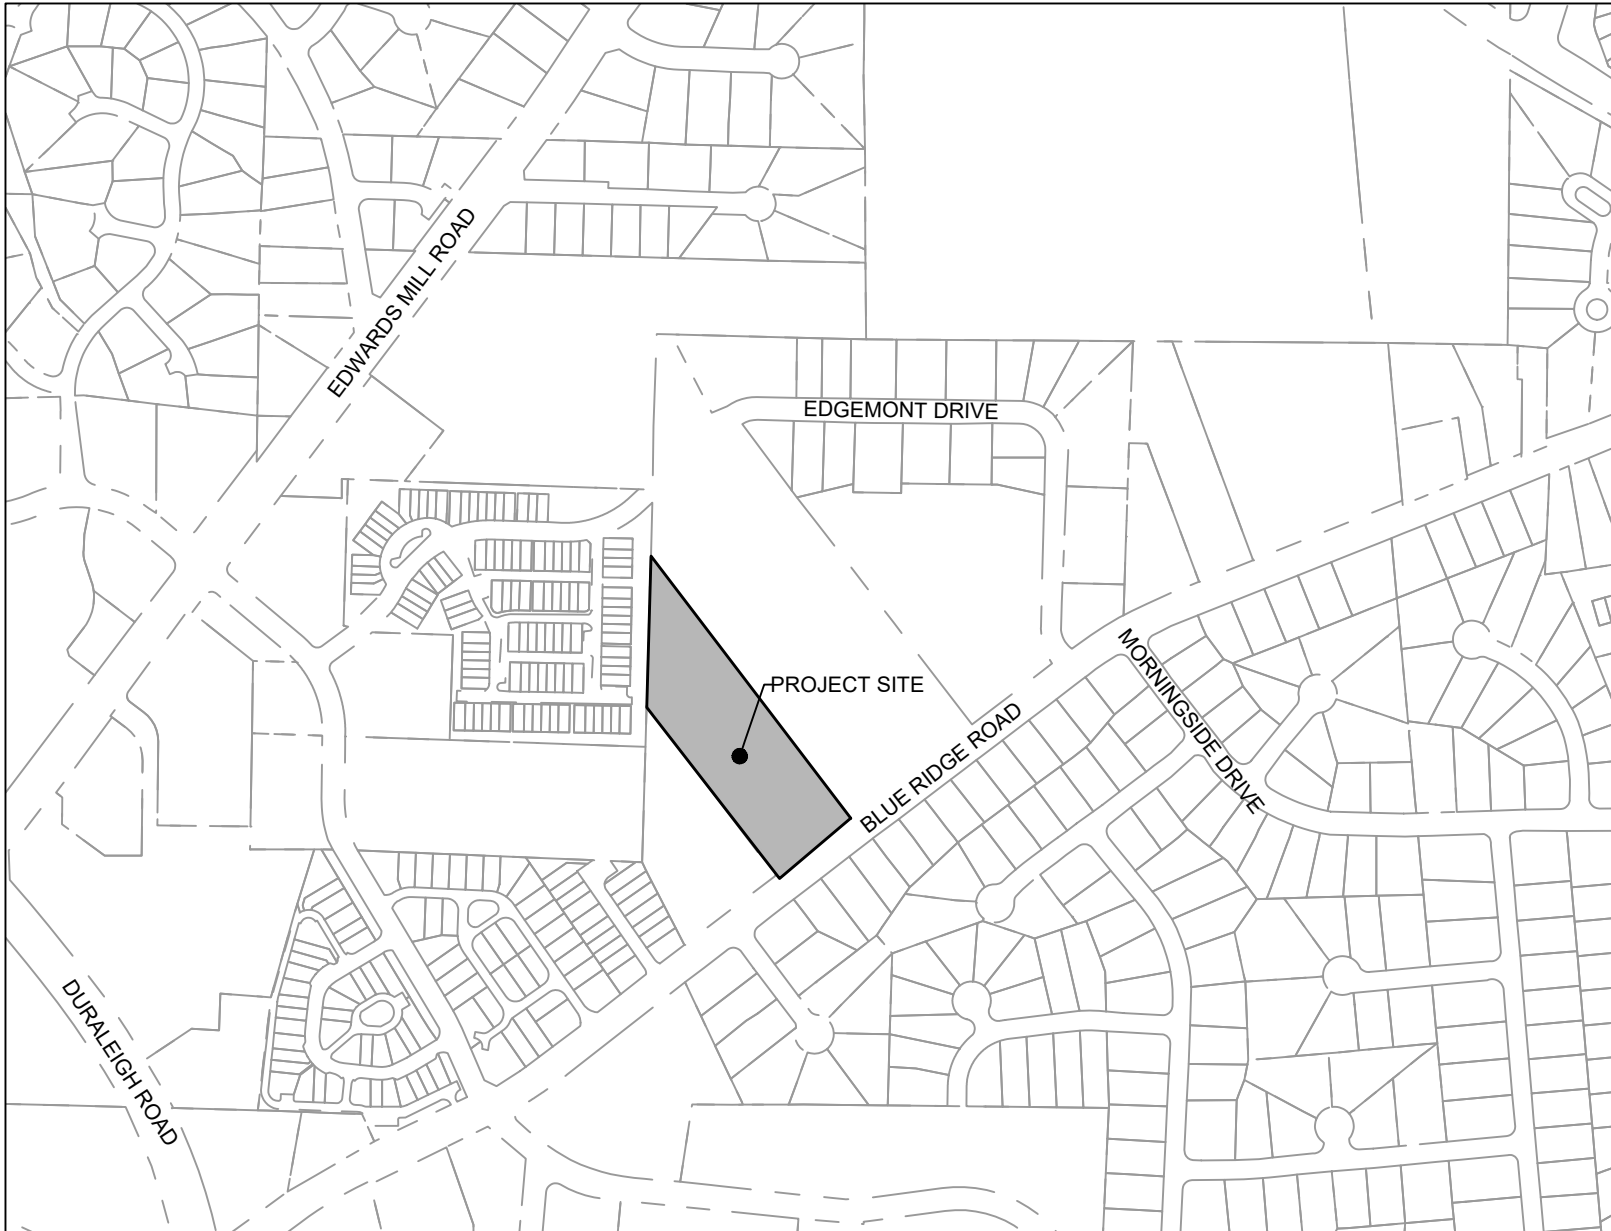 EDWARDS MILL ROAD
EDGEMONT DRIVE
PROJECT SITE
MORNINGSIDE DRIVE
BLUE RIDGE ROAD
DURALEIGH ROAD